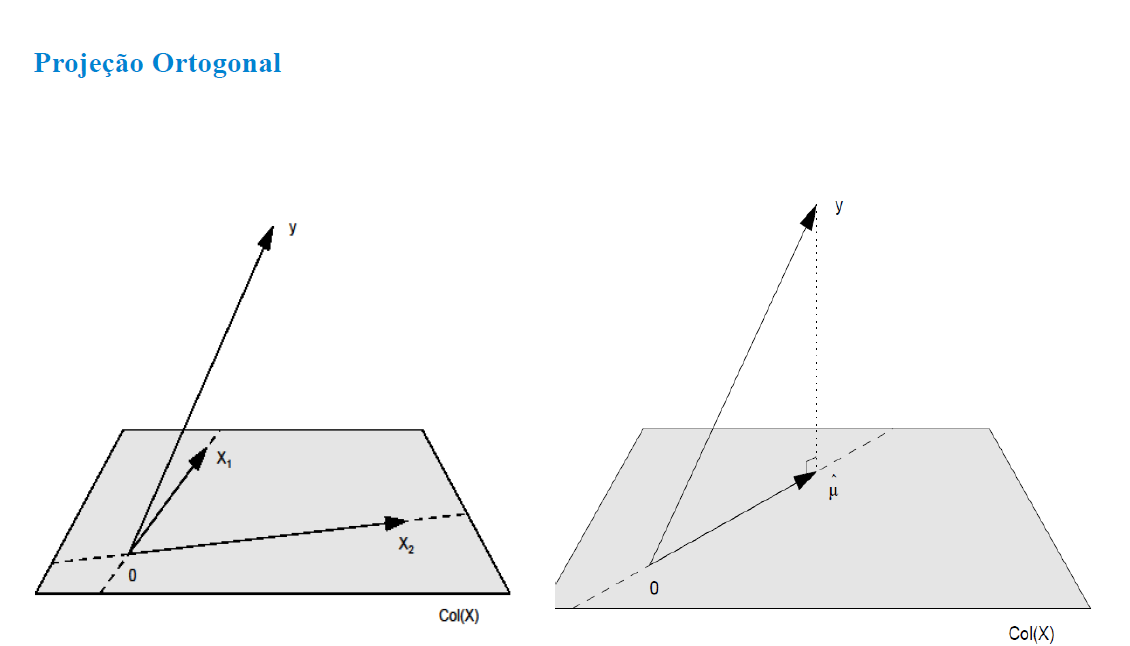 Projeção Ortogonal
y
X₁
X₂
0
Col(X)
y
μ̂
0
Col(X)